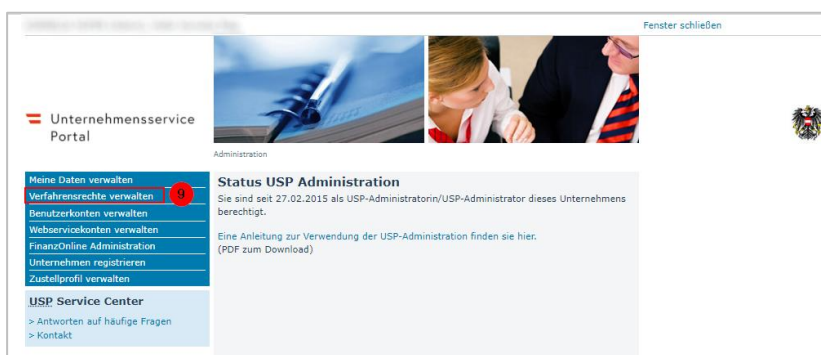 Fenster schließen
Unternehmensservice
Portal
Administration
Meine Daten verwalten
Verfahrensrechte verwalten 9
Benutzerkonten verwalten
Webservicekonten verwalten
FinanzOnline Administration
Unternehmen registrieren
Zustellprofil verwalten
USP Service Center
> Antworten auf häufige Fragen
> Kontakt
Status USP Administration
Sie sind seit 27.02.2015 als USP-Administratorin/USP-Administrator dieses Unternehmens
berechtigt.
Eine Anleitung zur Verwendung der USP-Administration finden sie hier.
(PDF zum Download)